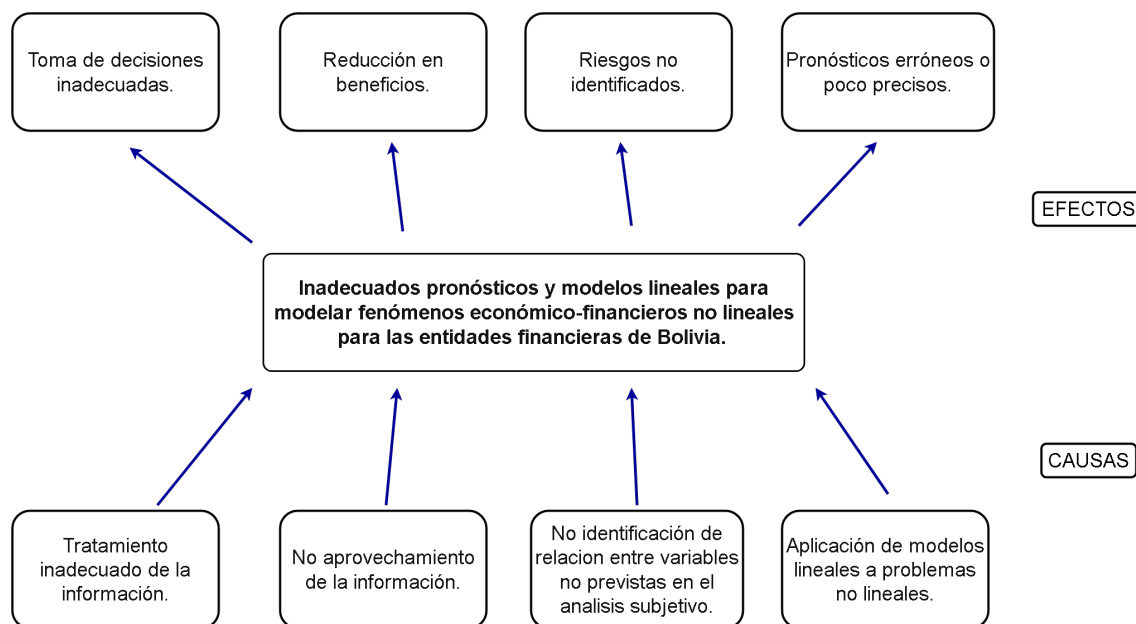 Toma de decisiones
inadecuadas.
Reducción en
beneficios.
Riesgos no
identificados.
Pronósticos erróneos o
poco precisos.
EFECTOS
Inadecuados pronósticos y modelos lineales para
modelar fenómenos económico-financieros no lineales
para las entidades financieras de Bolivia.
CAUSAS
Tratamiento
inadecuado de la
información.
No aprovechamiento
de la información.
No identificación de
relacion entre variables
no previstas en el
analisis subjetivo.
Aplicación de modelos
lineales a problemas
no lineales.